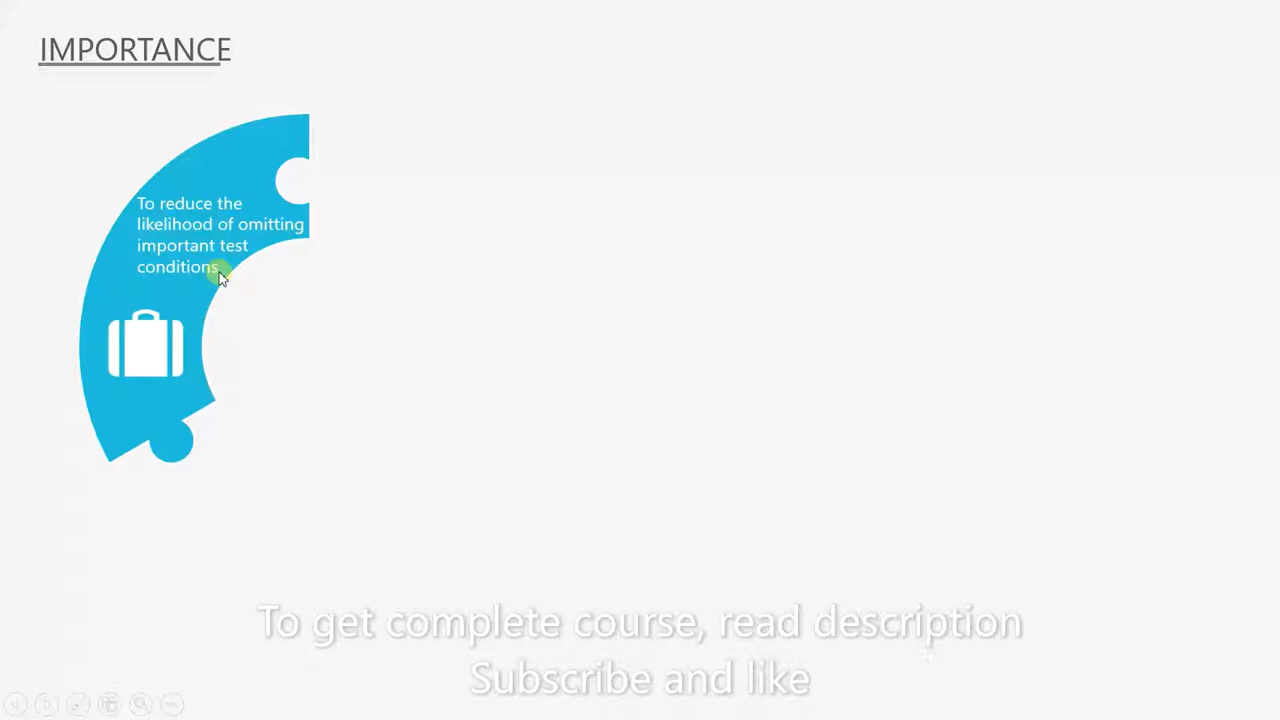 IMPORTANCE
To reduce the
likelihood of omitting
important test
conditions
To get complete course, read description
Subscribe and like